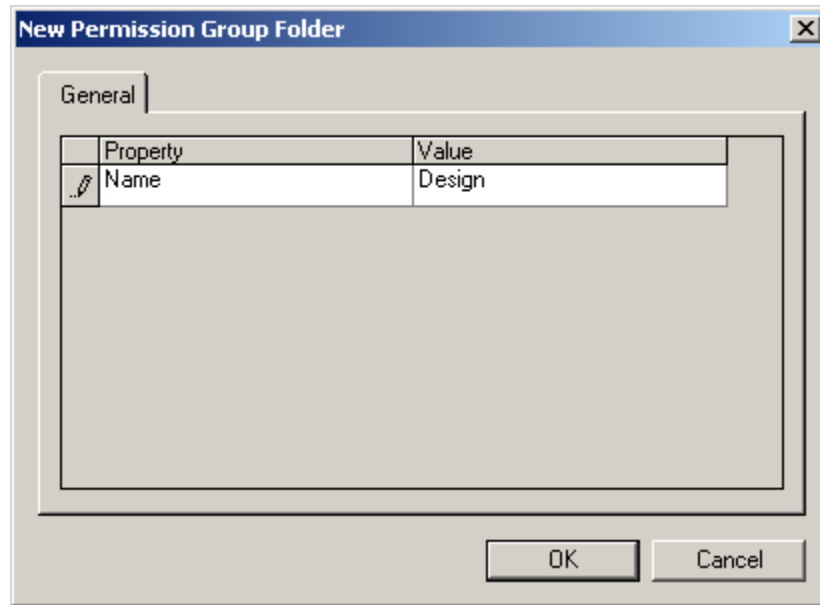 New Permission Group Folder
General
Property Value
Name Design
OK Cancel